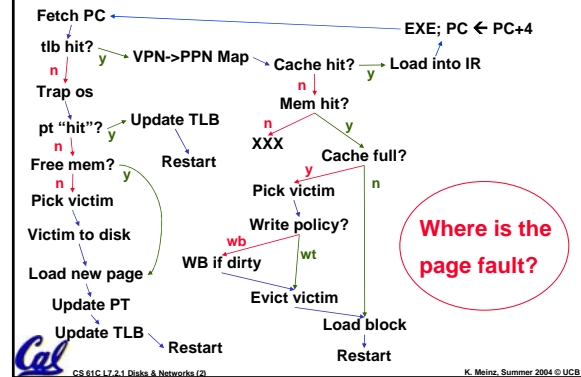 Fetch PC
EXE; PC ← PC+4
tlb hit?
y
VPN->PPN Map
Cache hit?
y
Load into IR
n
n
Trap os
Mem hit?
pt "hit"?
y
Update TLB
n
XXX
y
n
Restart
Cache full?
Free mem?
y
y
n
n
Pick victim
Pick victim
Write policy?
Where is the
page fault?
Victim to disk
wb
wt
WB if dirty
Load new page
Evict victim
Update PT
Load block
Update TLB
Restart
Restart
Cal
CS 61C L7.2.1 Disks & Networks (2)
K. Meinz, Summer 2004 © UCB